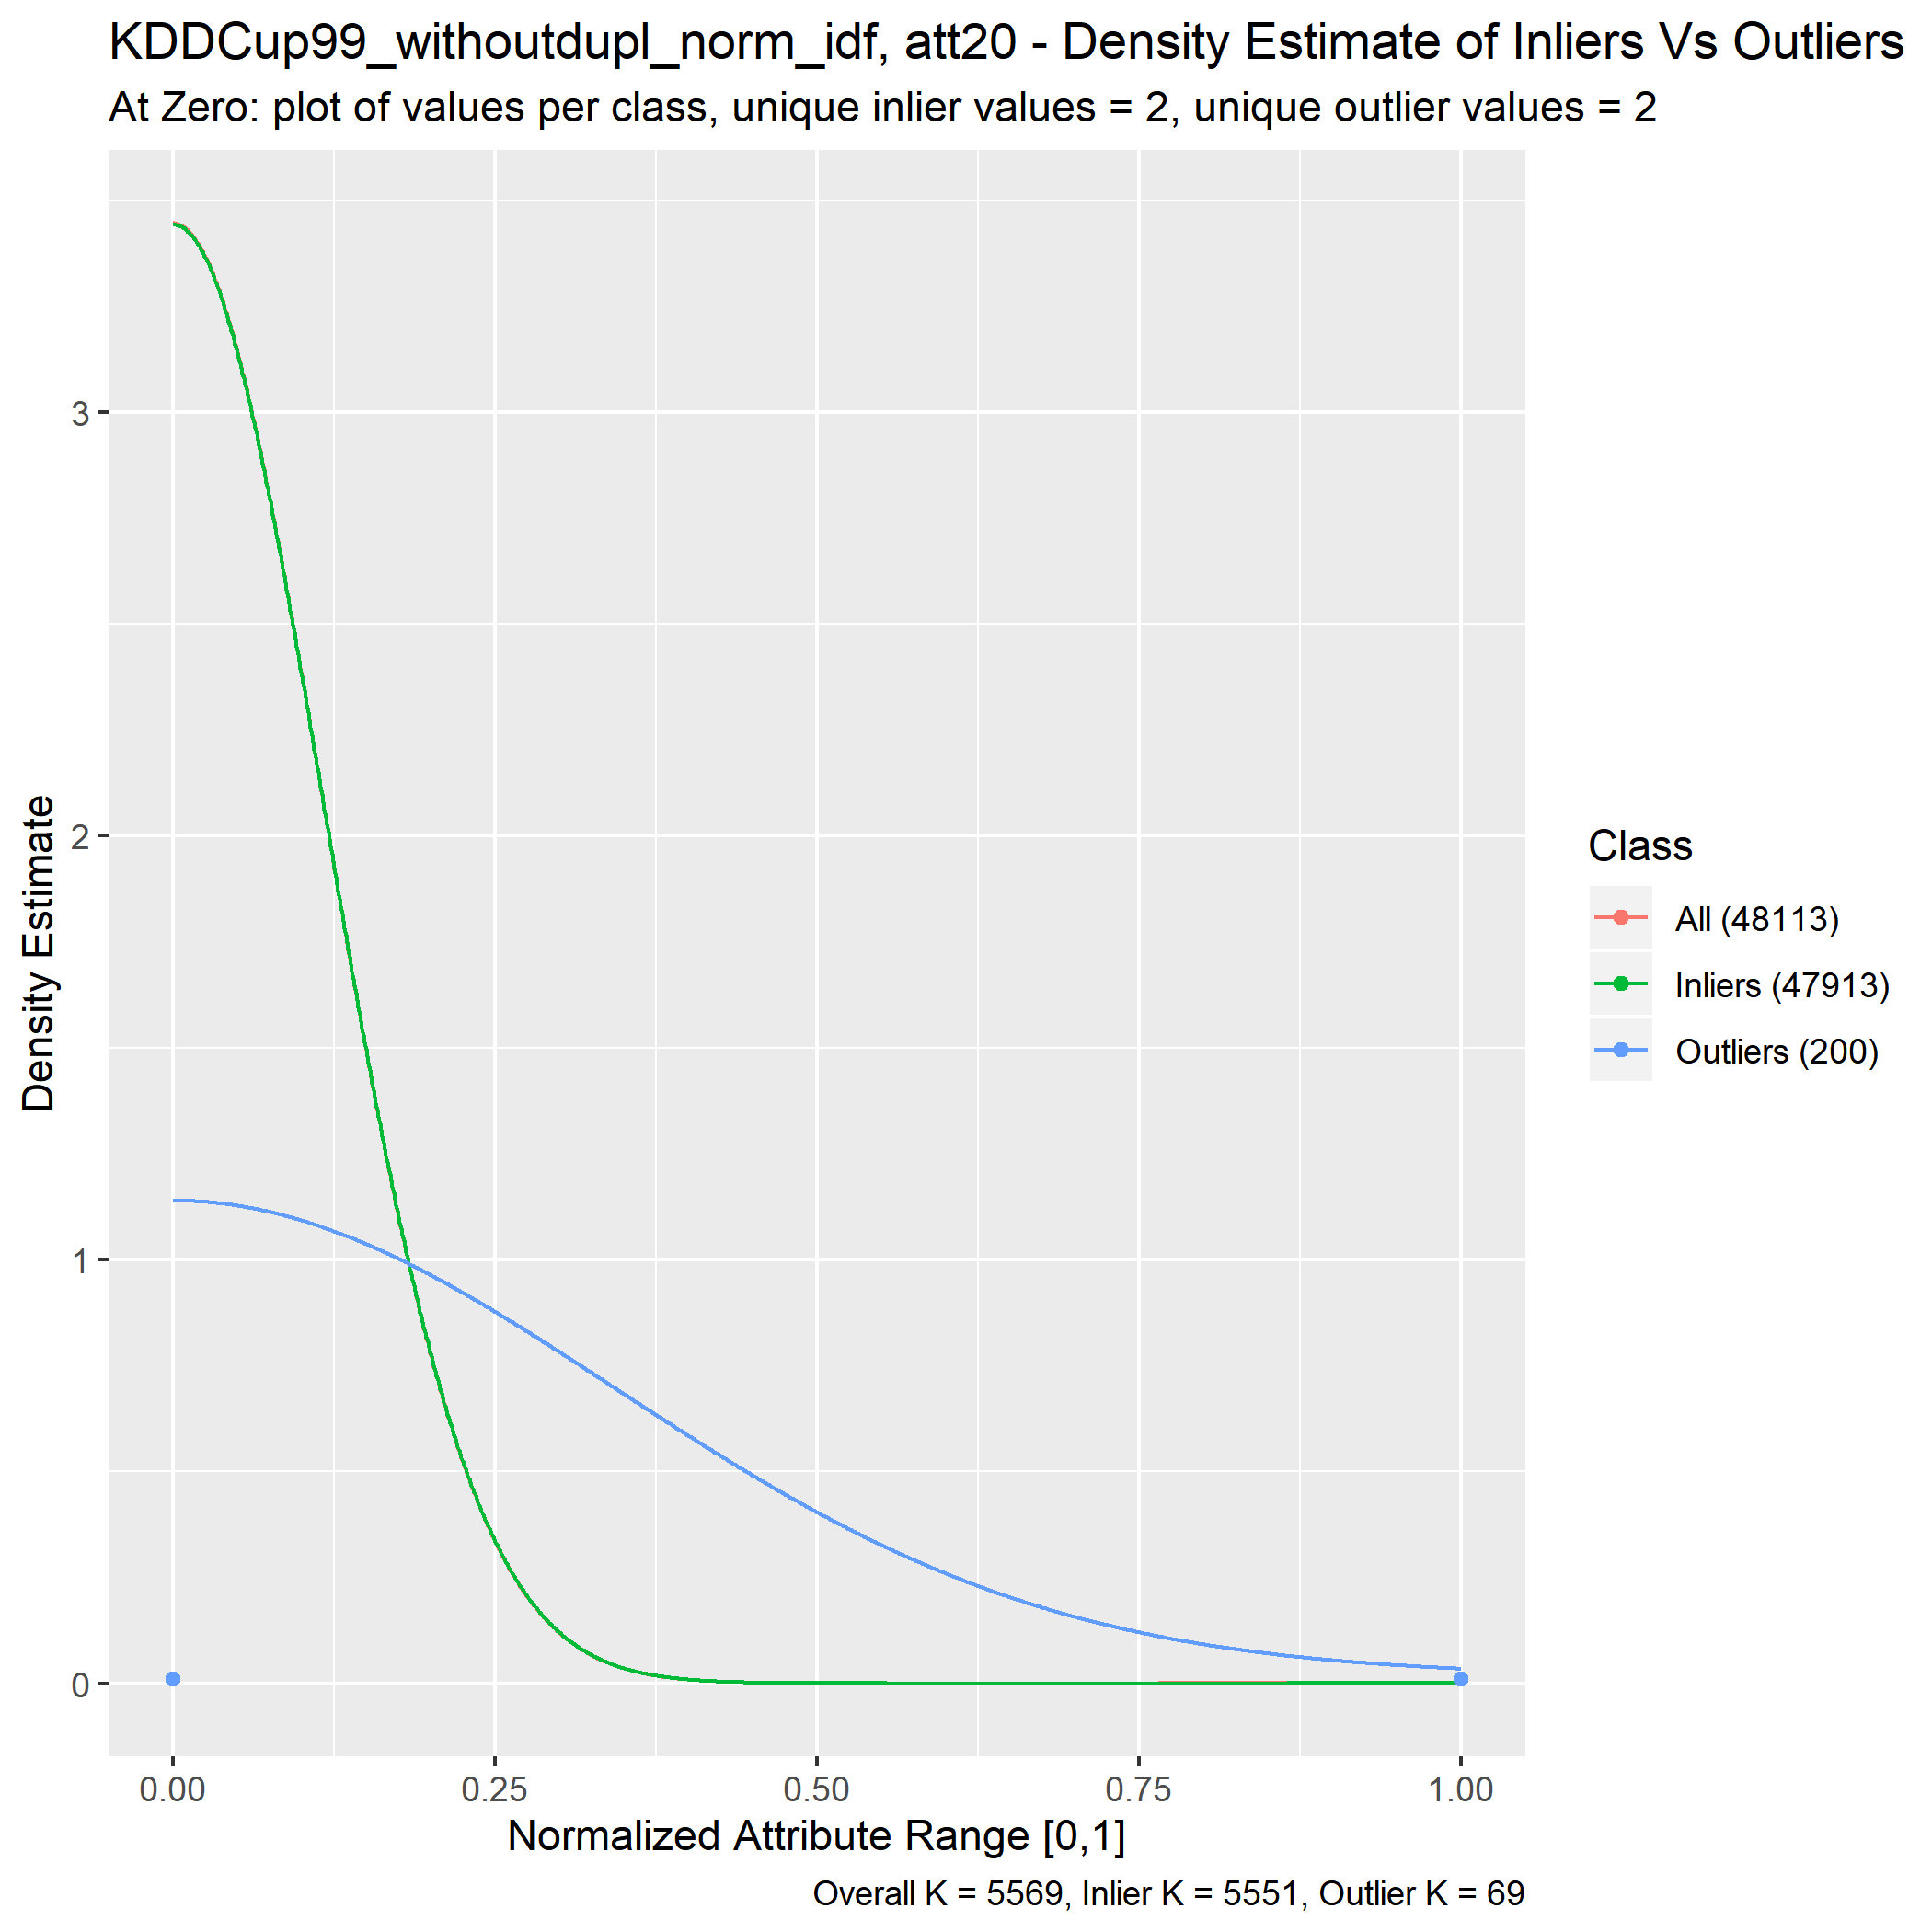 KDDCup99_withoutdupl_norm_idf, att20 - Density Estimate of Inliers Vs Outliers
At Zero: plot of values per class, unique inlier values = 2, unique outlier values = 2
Density Estimate
3
2
1
0
0.00
0.25
0.50
0.75
1.00
Normalized Attribute Range [0,1]
Class
All (48113)
Inliers (47913)
Outliers (200)
Overall K = 5569, Inlier K = 5551, Outlier K = 69